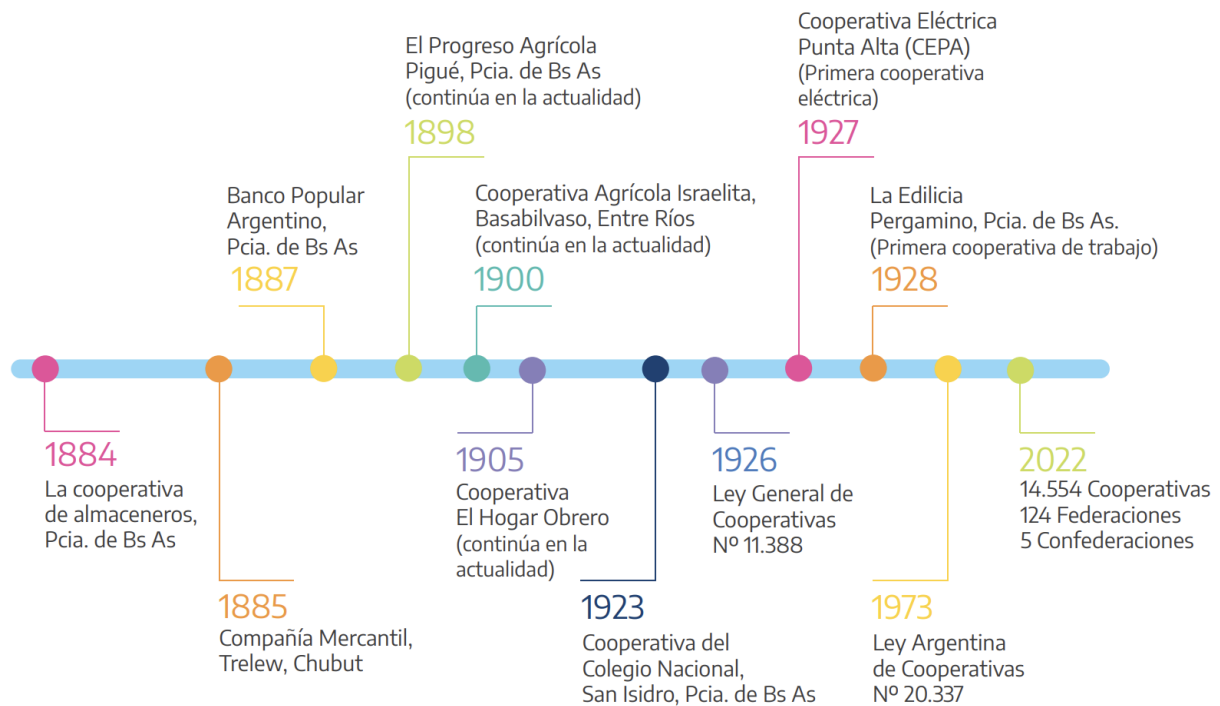 La cooperativa
de almaceneros,
Pcia. de Bs As
1884
Compañía Mercantil,
Trelew, Chubut
1885
Banco Popular
Argentino,
Pcia. de Bs As
1887
El Progreso Agrícola
Pigué, Pcia. de Bs As
(continúa en la actualidad)
1898
Cooperativa Agrícola Israelita,
Basabilvaso, Entre Ríos
(continúa en la actualidad)
1900
1905
Cooperativa
El Hogar Obrero
(continúa en la
actualidad)
1923
Cooperativa del
Colegio Nacional,
San Isidro, Pcia. de Bs As
1926
Ley General de
Cooperativas
Nº 11.388
Cooperativa Eléctrica
Punta Alta (CEPA)
(Primera cooperativa
eléctrica)
1927
La Edilicia
Pergamino, Pcia. de Bs As.
(Primera cooperativa de trabajo)
1928
1973
Ley Argentina
de Cooperativas
Nº 20.337
2022
14.554 Cooperativas
124 Federaciones
5 Confederaciones